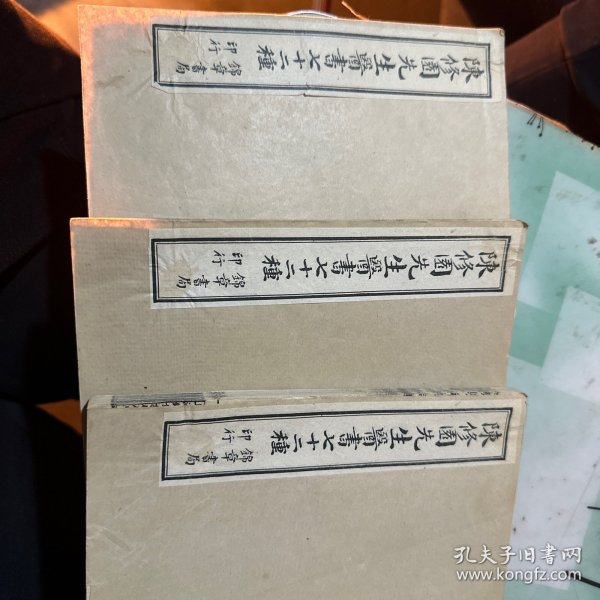 陳修園先生醫書七十二種
錦章書局
印行
陳修園先生醫書七十二種
錦章書局
印行
陳修園先生醫書七十二種
錦章書局
印行
孔夫子旧书网
www.kongfz.com